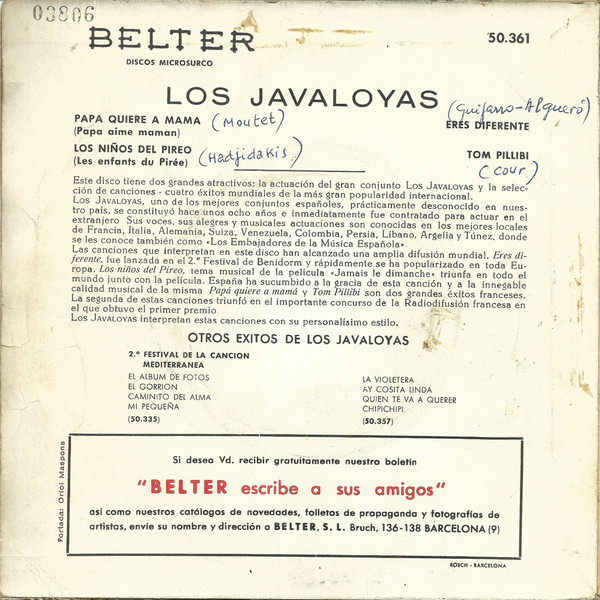 03806
BELTER
50.361
DISCOS MICROSURCO
LOS JAVALOYAS
PAPA QUIERE A MAMA (Moutet)
(Papa aime maman)
(Guijarro-Algueró)
ERES DIFERENTE
LOS NIÑOS DEL PIREO
(Les enfants du Pirée) (Hadjidakis)
TOM PILLIBI
(Cour)
Este disco tiene dos grandes atractivos: la actuación del gran conjunto LOS JAVALOYAS y la selec-
ción de canciones - cuatro éxitos mundiales de la más gran popularidad internacional.
LOS JAVALOYAS, uno de los mejores conjuntos españoles, prácticamente desconocido en nues-
tro país, se constituyó hace unos ocho años e inmediatamente fue contratado para actuar en el
extranjero Sus voces, sus alegres y musicales actuaciones son conocidas en los mejores locales
de Francia, Italia, Alemania, Suiza, Venezuela, Colombia, Persia, Líbano, Argelia y Túnez, donde
se les conoce también como «Los Embajadores de la Música Española».
Las canciones que interpretan en este disco han alcanzado una amplia difusión mundial. Eres di-
ferente, fue lanzada en el 2.º Festival de Benidorm y rápidamente se ha popularizado en toda Eu-
ropa. Los niños del Pireo, tema musical de la película «Jamais le dimanche» triunfa en todo el
mundo junto con la película. España ha sucumbido a la gracia de esta canción y a la innegable
calidad musical de la misma Papá quiere a mamá y Tom Pillibi son dos grandes éxitos franceses.
La segunda de estas canciones triunfó en el importante concurso de la Radiodifusión francesa en
el que obtuvo el primer premio
LOS JAVALOYAS interpretan estas canciones con su personalísimo estilo.
OTROS EXITOS DE LOS JAVALOYAS
2.º FESTIVAL DE LA CANCION
MEDITERRANEA
EL ALBUM DE FOTOS
EL GORRION
CAMINITO DEL ALMA
MI PEQUEÑA
(50.335)
LA VIOLETERA
AY COSITA LINDA
QUIEN TE VA A QUERER
CHIPICHIPI
(50.357)
Portada: Oriol Maspons
Si desea Vd. recibir gratuitamente nuestro boletín
"BELTER escribe a sus amigos"
así como nuestros catálogos de novedades, folletos de propaganda y fotografías de
artistas, envíe su nombre y dirección a BELTER, S. L. Bruch, 136-138 BARCELONA (9)
BOECH - BARCELONA